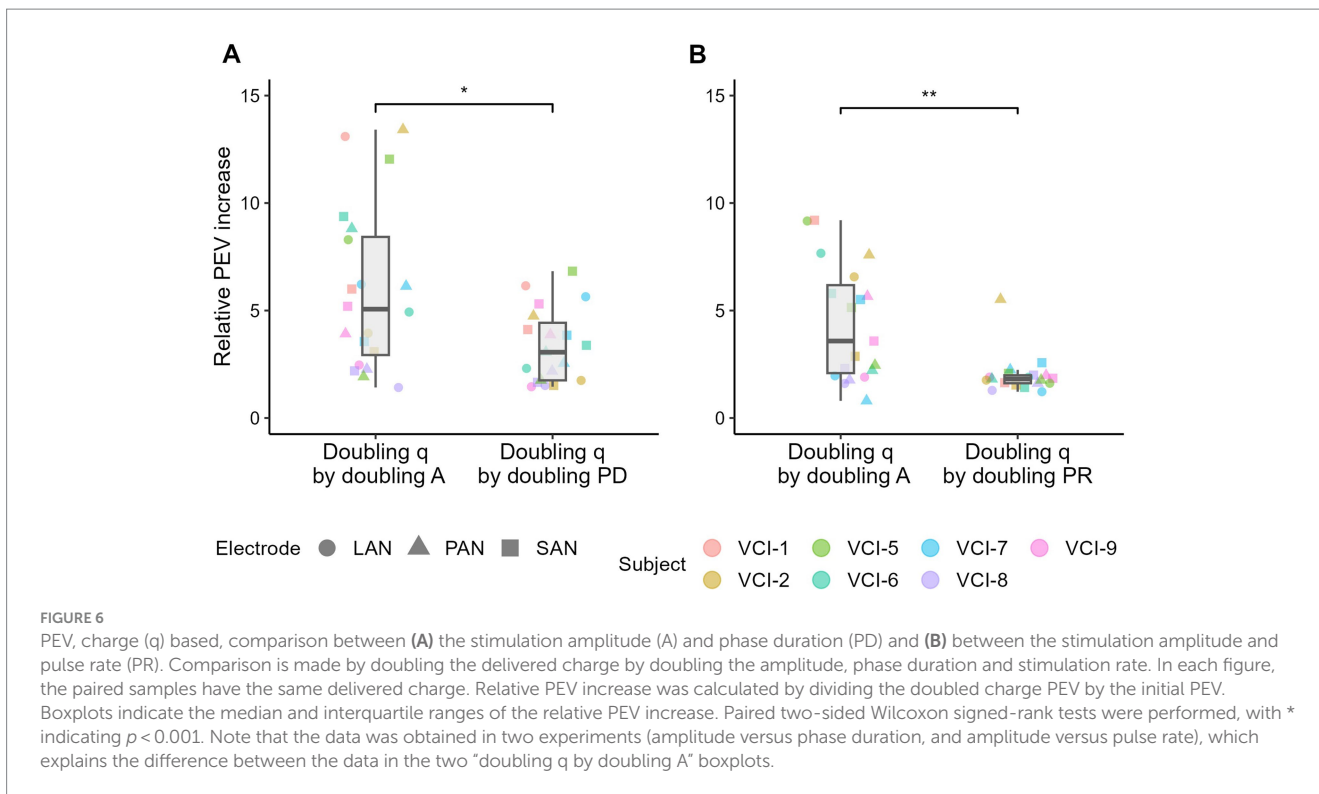 A
B
15
10
5
0
Relative PEV increase
*
Doubling q
by doubling A
Doubling q
by doubling PD
15
10
5
0
**
Doubling q
by doubling A
Doubling q
by doubling PR
Electrode LAN PAN SAN
Subject
VCI-1 VCI-5 VCI-7 VCI-9
VCI-2 VCI-6 VCI-8
FIGURE 6
PEV, charge (q) based, comparison between (A) the stimulation amplitude (A) and phase duration (PD) and (B) between the stimulation amplitude and
pulse rate (PR). Comparison is made by doubling the delivered charge by doubling the amplitude, phase duration and stimulation rate. In each figure,
the paired samples have the same delivered charge. Relative PEV increase was calculated by dividing the doubled charge PEV by the initial PEV.
Boxplots indicate the median and interquartile ranges of the relative PEV increase. Paired two-sided Wilcoxon signed-rank tests were performed, with *
indicating p < 0.001. Note that the data was obtained in two experiments (amplitude versus phase duration, and amplitude versus pulse rate), which
explains the difference between the data in the two “doubling q by doubling A” boxplots.